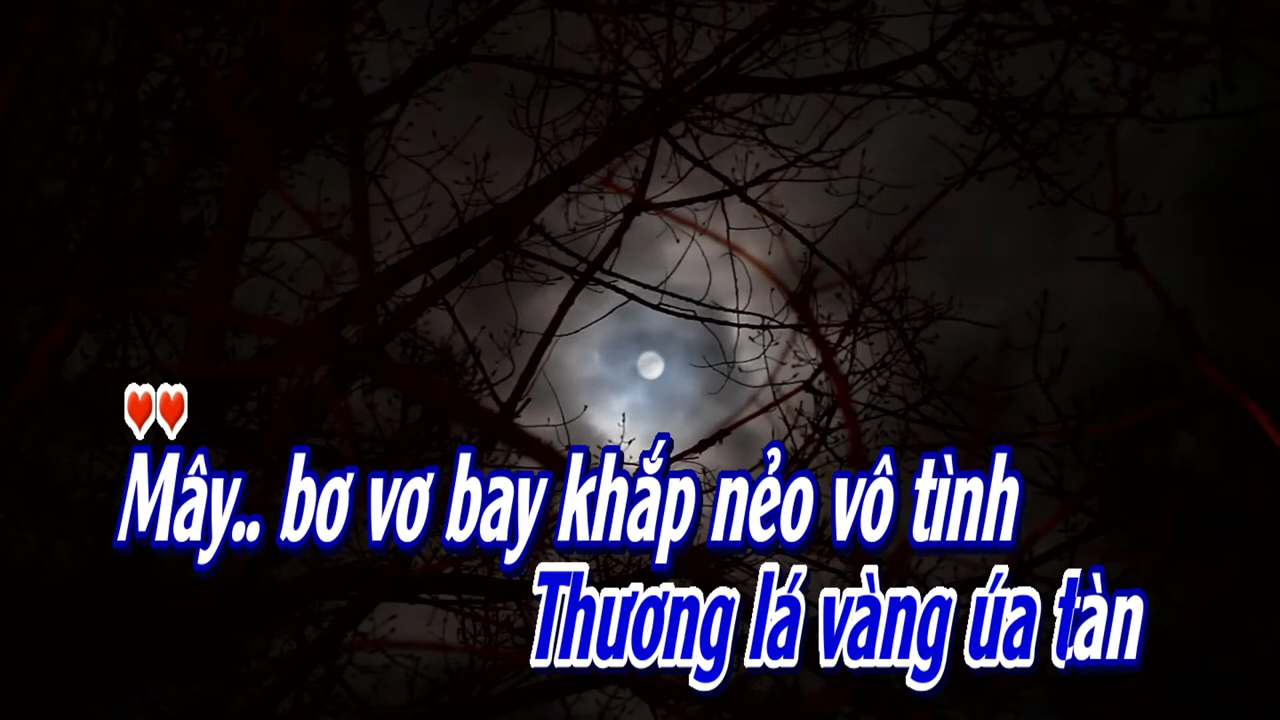 Mây.. bơ vơ bay khắp nẻo vô tình
Thương lá vàng úa tàn